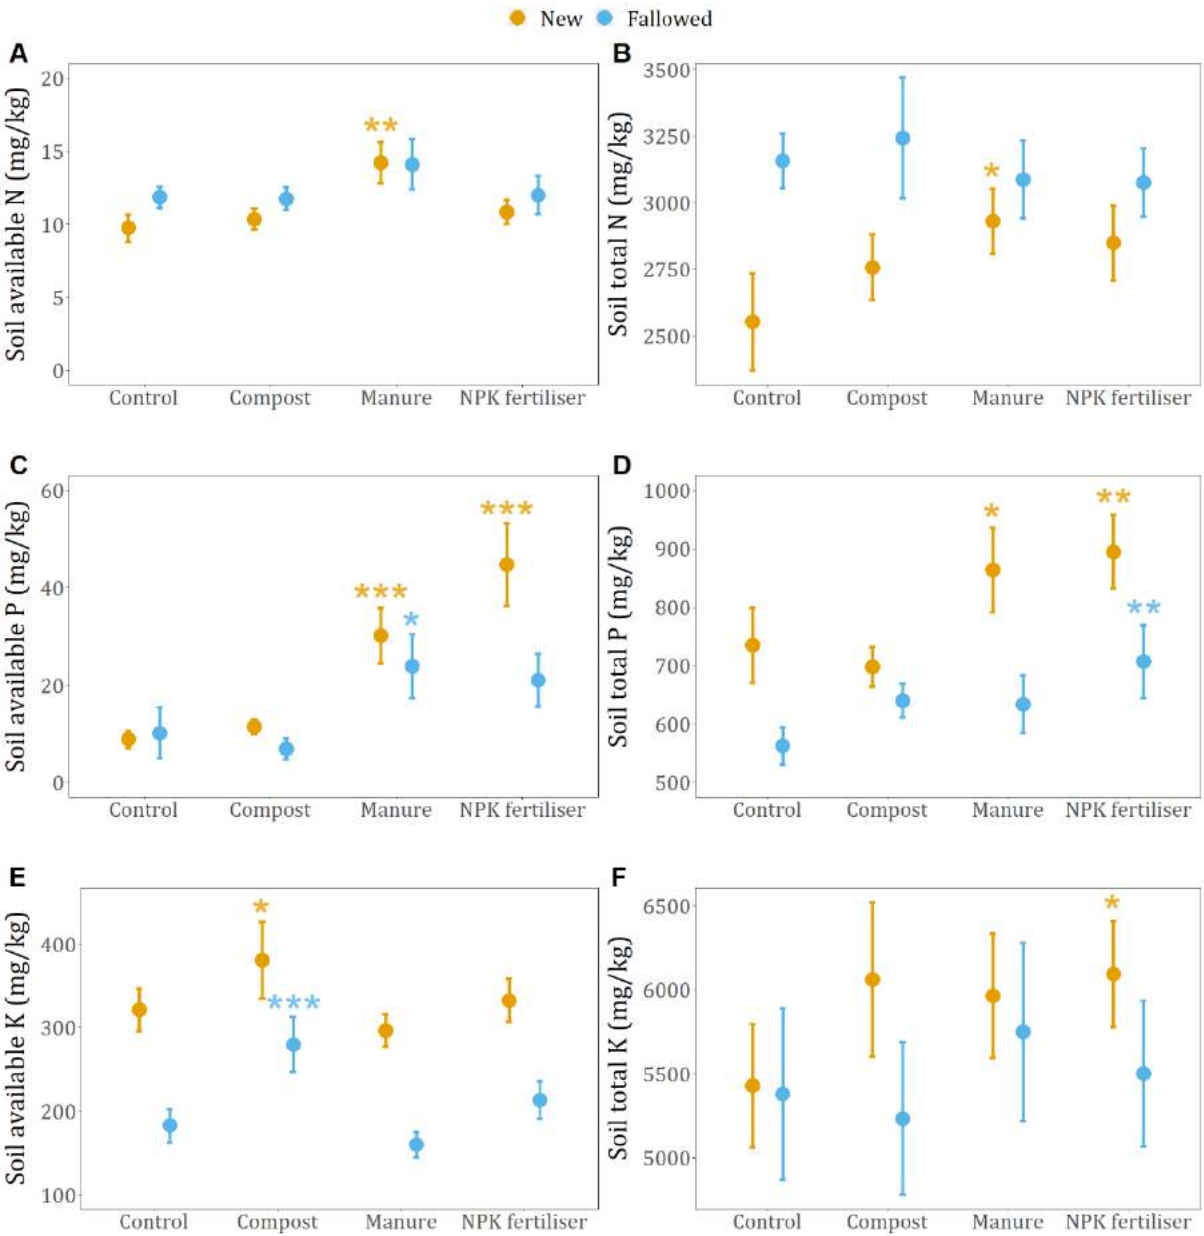 New Fallowed
A
Soil available N (mg/kg)
20
15
10
5
0
**
Control Compost Manure NPK fertiliser
B
Soil total N (mg/kg)
3500
3250
3000
2750
2500
*
Control Compost Manure NPK fertiliser
C
Soil available P (mg/kg)
60
40
20
0
***
***
*
Control Compost Manure NPK fertiliser
D
Soil total P (mg/kg)
1000
900
800
700
600
500
*
**
**
Control Compost Manure NPK fertiliser
E
Soil available K (mg/kg)
400
300
200
100
*
***
Control Compost Manure NPK fertiliser
F
Soil total K (mg/kg)
6500
6000
5500
5000
*
Control Compost Manure NPK fertiliser